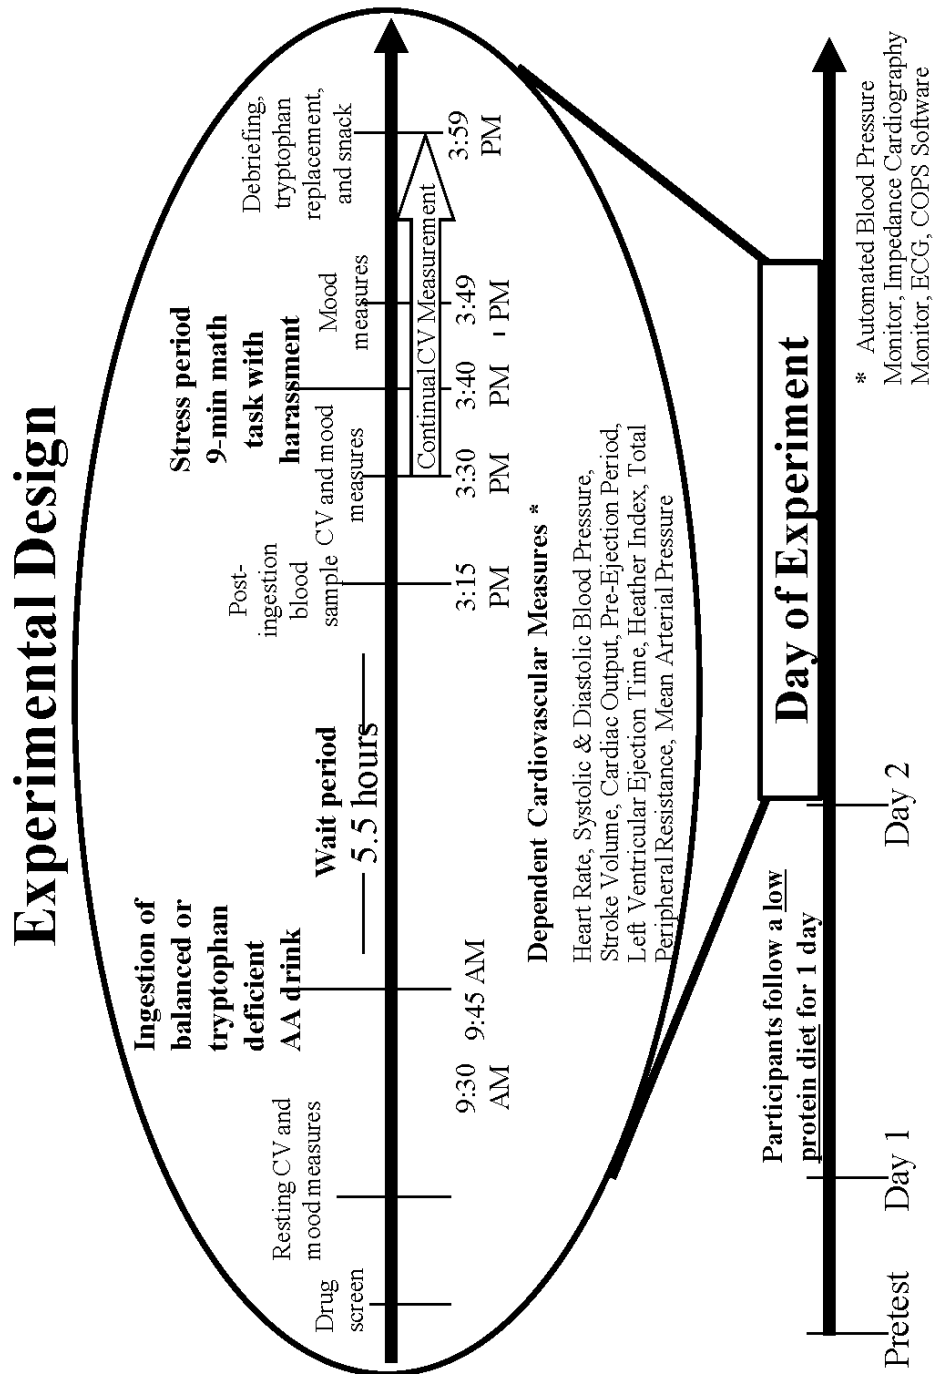 Experimental Design
Drug
screen
Resting CV and
mood measures
Ingestion of
balanced or
tryptophan
deficient
AA drink
Wait period
5.5 hours
Post-
ingestion
blood
sample
CV and mood
measures
Stress period
9-min math
task with
harassment
Mood
measures
Debriefing,
tryptophan
replacement,
and snack
Continual CV Measurement
9:30
AM
9:45 AM
3:15
PM
3:30
PM
3:40
PM
3:49
PM
3:59
PM
Dependent Cardiovascular Measures *
Heart Rate, Systolic & Diastolic Blood Pressure,
Stroke Volume, Cardiac Output, Pre-Ejection Period,
Left Ventricular Ejection Time, Heather Index, Total
Peripheral Resistance, Mean Arterial Pressure
Day of Experiment
Participants follow a low
protein diet for 1 day
Pretest
Day 1
Day 2
* Automated Blood Pressure
Monitor, Impedance Cardiography
Monitor, ECG, COPS Software